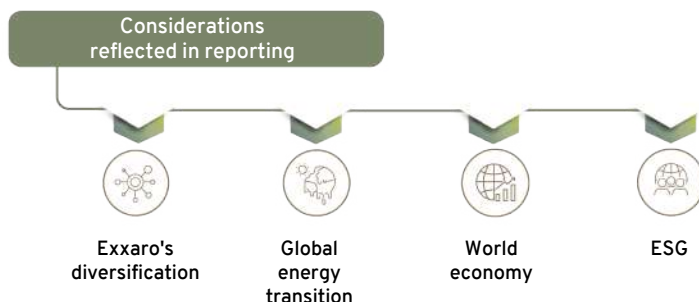 Considerations
reflected in reporting
Exxaro's
diversification
Global
energy
transition
World
economy
ESG